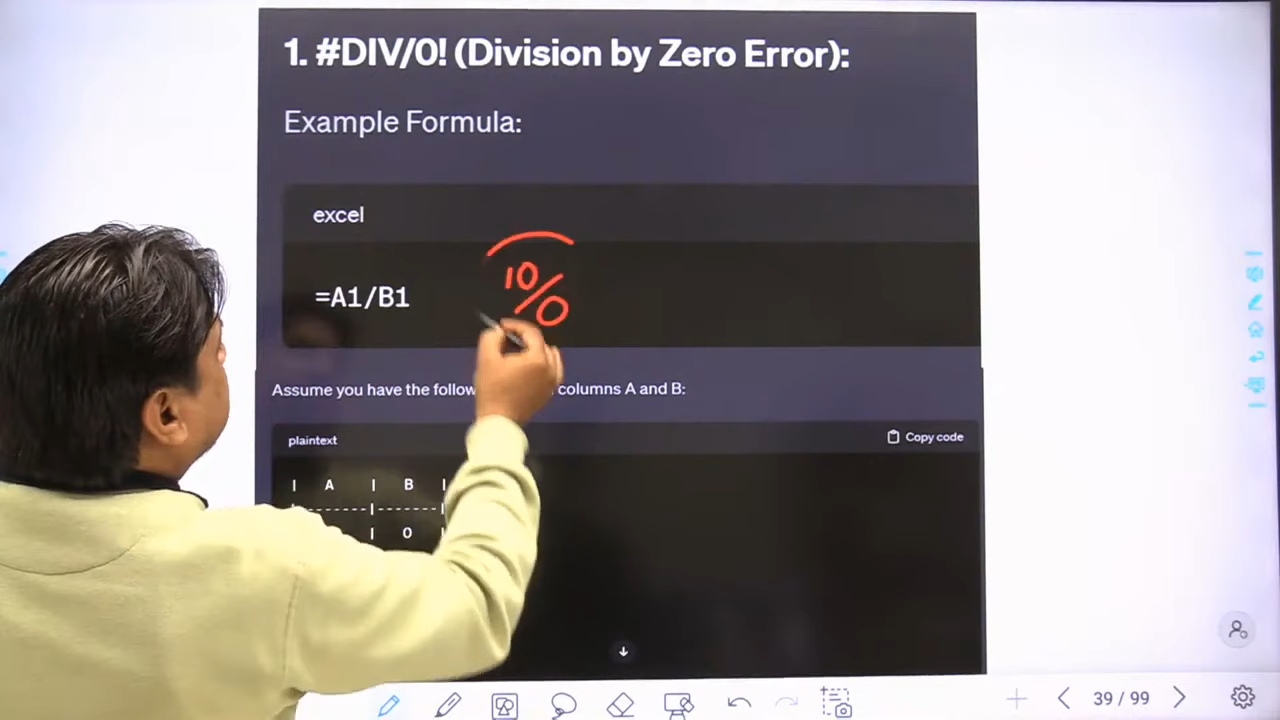 1. #DIV/0! (Division by Zero Error):
Example Formula:
excel
=A1/B1
10/0
Assume you have the follow columns A and B:
plaintext
Copy code
| A | B |
------|-------|
| 0 |
39 / 99